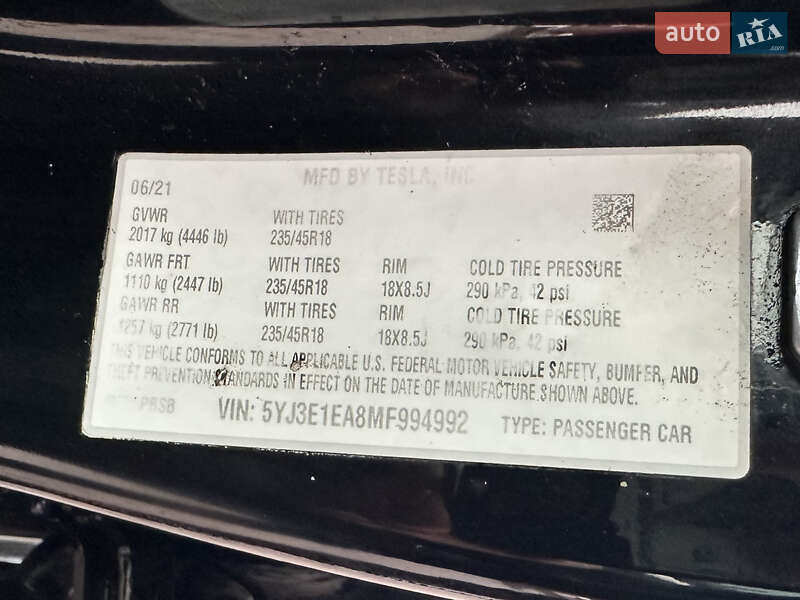 auto RIA.com
MFD BY TESLA, INC
06/21
GVWR WITH TIRES
2017 kg (4446 lb) 235/45R18
GAWR FRT WITH TIRES RIM COLD TIRE PRESSURE
1110 kg (2447 lb) 235/45R18 18X8.5J 290 kPa, 42 psi
GAWR RR WITH TIRES RIM COLD TIRE PRESSURE
1257 kg (2771 lb) 235/45R18 18X8.5J 290 kPa, 42 psi
THIS VEHICLE CONFORMS TO ALL APPLICABLE U.S. FEDERAL MOTOR VEHICLE SAFETY, BUMPER, AND
THEFT PREVENTION STANDARDS IN EFFECT ON THE DATE OF MANUFACTURE SHOWN ABOVE.
PBSB VIN: 5YJ3E1EA8MF994992 TYPE: PASSENGER CAR